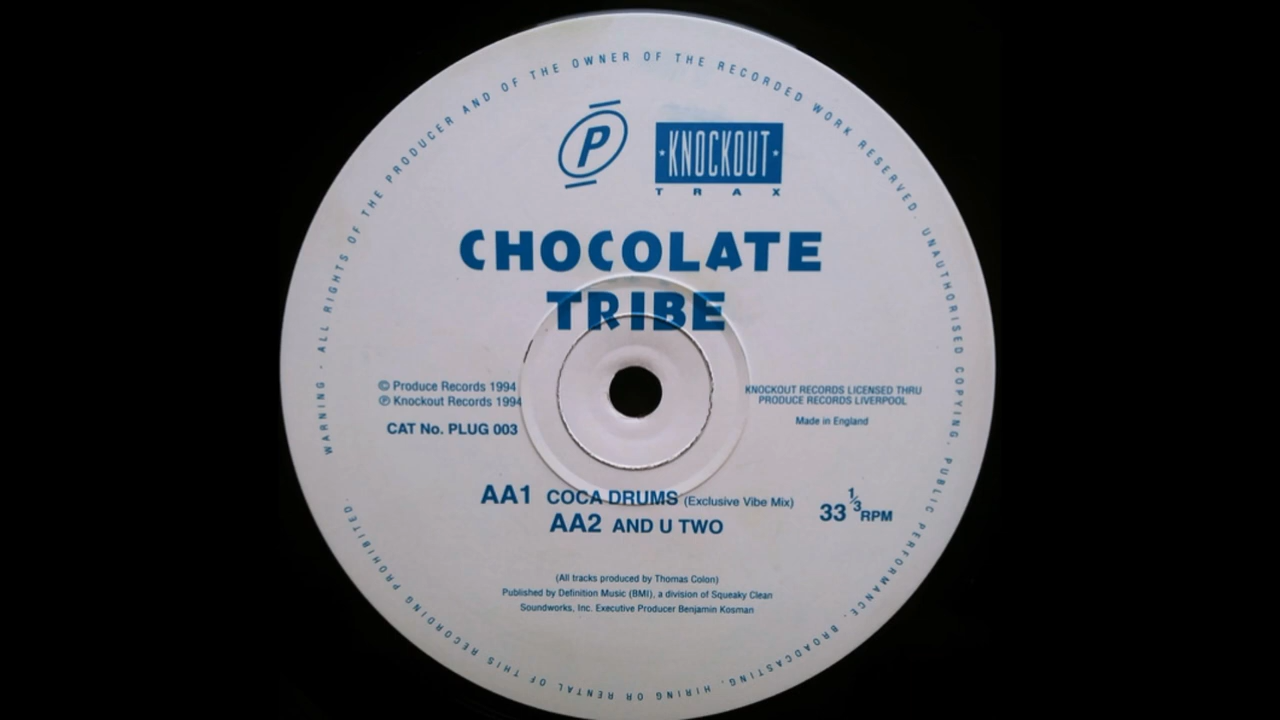 WARNING - ALL RIGHTS OF THE PRODUCER AND OF THE OWNER OF THE RECORDED WORK RESERVED. UNAUTHORISED COPYING, PUBLIC PERFORMANCE, BROADCASTING, HIRING OR RENTAL OF THIS RECORDING PROHIBITED.
P
KNOCKOUT
TRAX
CHOCOLATE
TRIBE
© Produce Records 1994
℗ Knockout Records 1994
CAT No. PLUG 003
KNOCKOUT RECORDS LICENSED THRU
PRODUCE RECORDS LIVERPOOL
Made in England
AA1 COCA DRUMS (Exclusive Vibe Mix)
AA2 AND U TWO
33 1/3 RPM
(All tracks produced by Thomas Colon)
Published by Definition Music (BMI), a division of Squeaky Clean
Soundworks, Inc. Executive Producer Benjamin Kosman